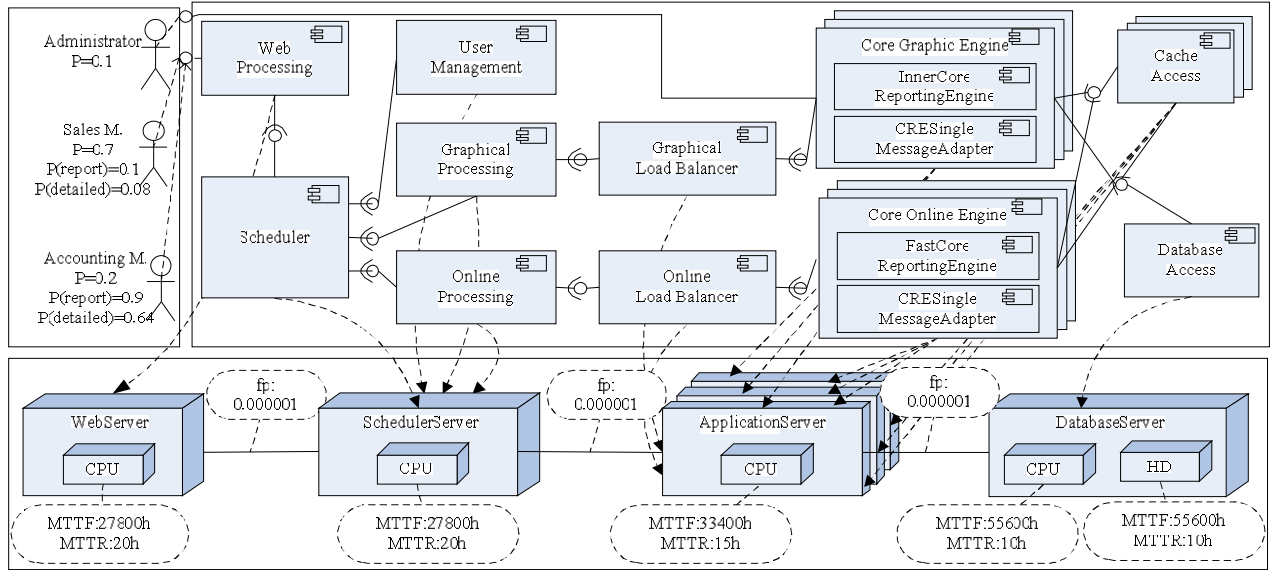 Administrator
P=0.1
Sales M.
P=0.7
P(report)=0.1
P(detailed)=0.08
Accounting M.
P=0.2
P(report)=0.9
P(detailed)=0.64
Web
Processing
User
Management
Scheduler
Graphical
Processing
Online
Processing
Graphical
Load Balancer
Online
Load Balancer
Core Graphic Engine
InnerCore
ReportingEngine
CRESingle
MessageAdapter
Core Online Engine
FastCore
ReportingEngine
CRESingle
MessageAdapter
Cache
Access
Database
Access
WebServer
CPU
MTTF:27800h
MTTR:20h
fp:
0.000001
SchedulerServer
CPU
MTTF:27800h
MTTR:20h
fp:
0.000001
ApplicationServer
CPU
MTTF:33400h
MTTR:15h
fp:
0.000001
DatabaseServer
CPU
HD
MTTF:55600h
MTTR:10h
MTTF:55600h
MTTR:10h